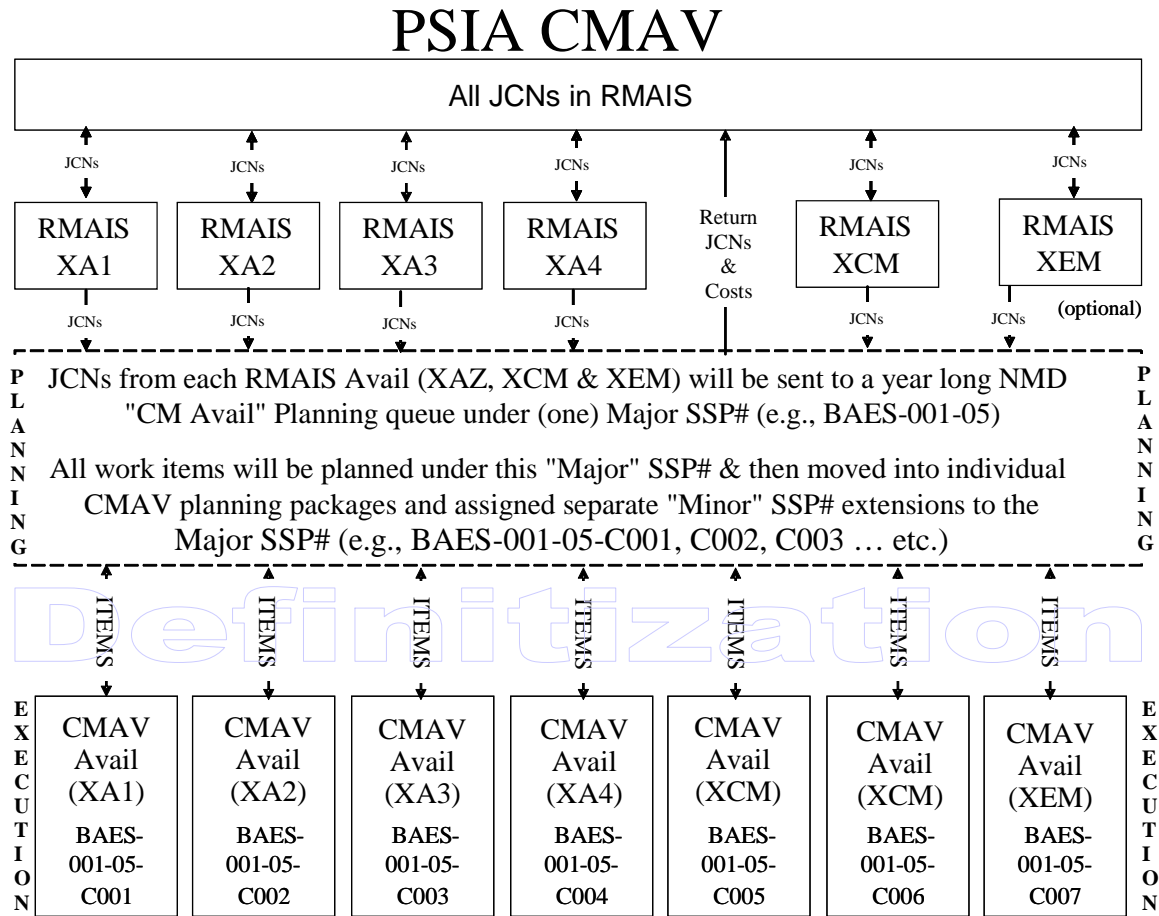 PSIA CMAV
All JCNs in RMAIS
JCNs
JCNs
JCNs
JCNs
JCNs
JCNs
RMAIS
XA1
RMAIS
XA2
RMAIS
XA3
RMAIS
XA4
Return
JCNs
&
Costs
RMAIS
XCM
RMAIS
XEM
(optional)
JCNs
JCNs
JCNs
JCNs
JCNs
JCNs
PLANNING
JCNs from each RMAIS Avail (XAZ, XCM & XEM) will be sent to a year long NMD
"CM Avail" Planning queue under (one) Major SSP# (e.g., BAES-001-05)
All work items will be planned under this "Major" SSP# & then moved into individual
CMAV planning packages and assigned separate "Minor" SSP# extensions to the
Major SSP# (e.g., BAES-001-05-C001, C002, C003 … etc.)
PLANNING
Definitization
ITEMS
ITEMS
ITEMS
ITEMS
ITEMS
ITEMS
ITEMS
EXECUTION
CMAV
Avail
(XA1)
BAES-
001-05-
C001
CMAV
Avail
(XA2)
BAES-
001-05-
C002
CMAV
Avail
(XA3)
BAES-
001-05-
C003
CMAV
Avail
(XA4)
BAES-
001-05-
C004
CMAV
Avail
(XCM)
BAES-
001-05-
C005
CMAV
Avail
(XCM)
BAES-
001-05-
C006
CMAV
Avail
(XEM)
BAES-
001-05-
C007
EXECUTION